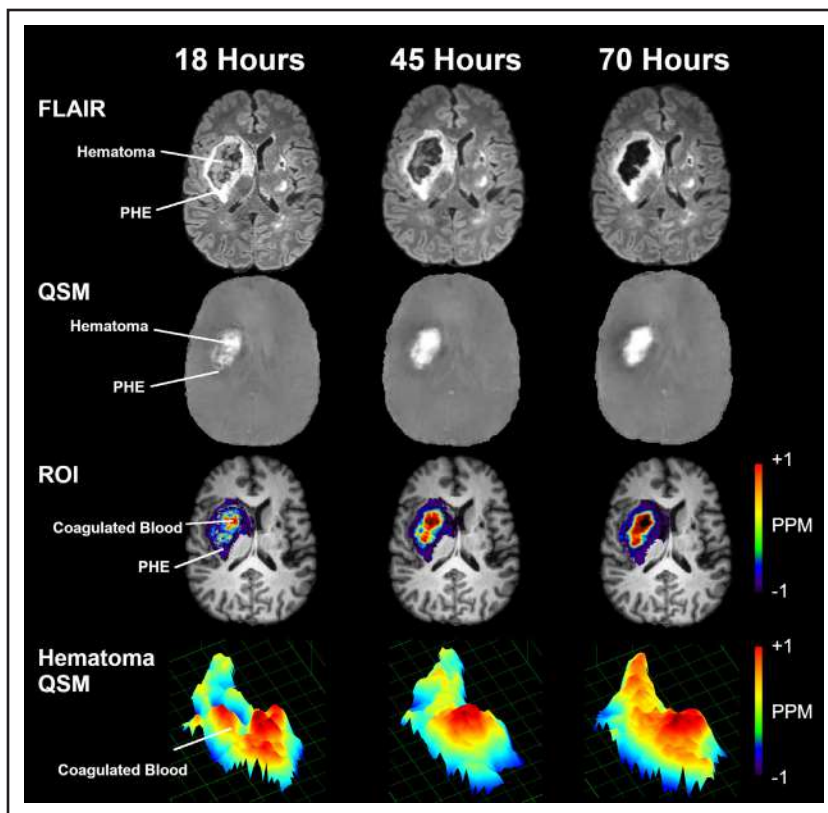 18 Hours 45 Hours 70 Hours
FLAIR
Hematoma
PHE
QSM
Hematoma
PHE
ROI
+1
Coagulated Blood
PPM
PHE
-1
Hematoma
QSM
+1
PPM
Coagulated Blood
-1